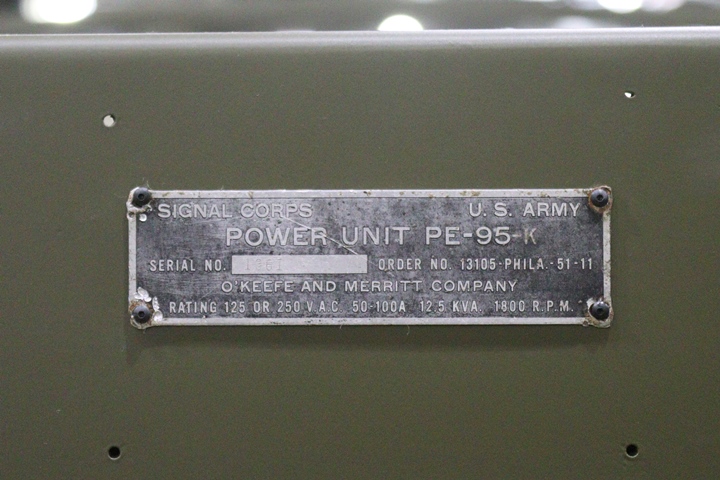 SIGNAL CORPS U.S. ARMY
POWER UNIT PE-95-K
SERIAL NO. ORDER NO. 13105-PHILA.-51-11
O'KEEFE AND MERRITT COMPANY
RATING 125 OR 250 V.A.C. 50-100A 12.5 KVA. 1800 R.P.M.